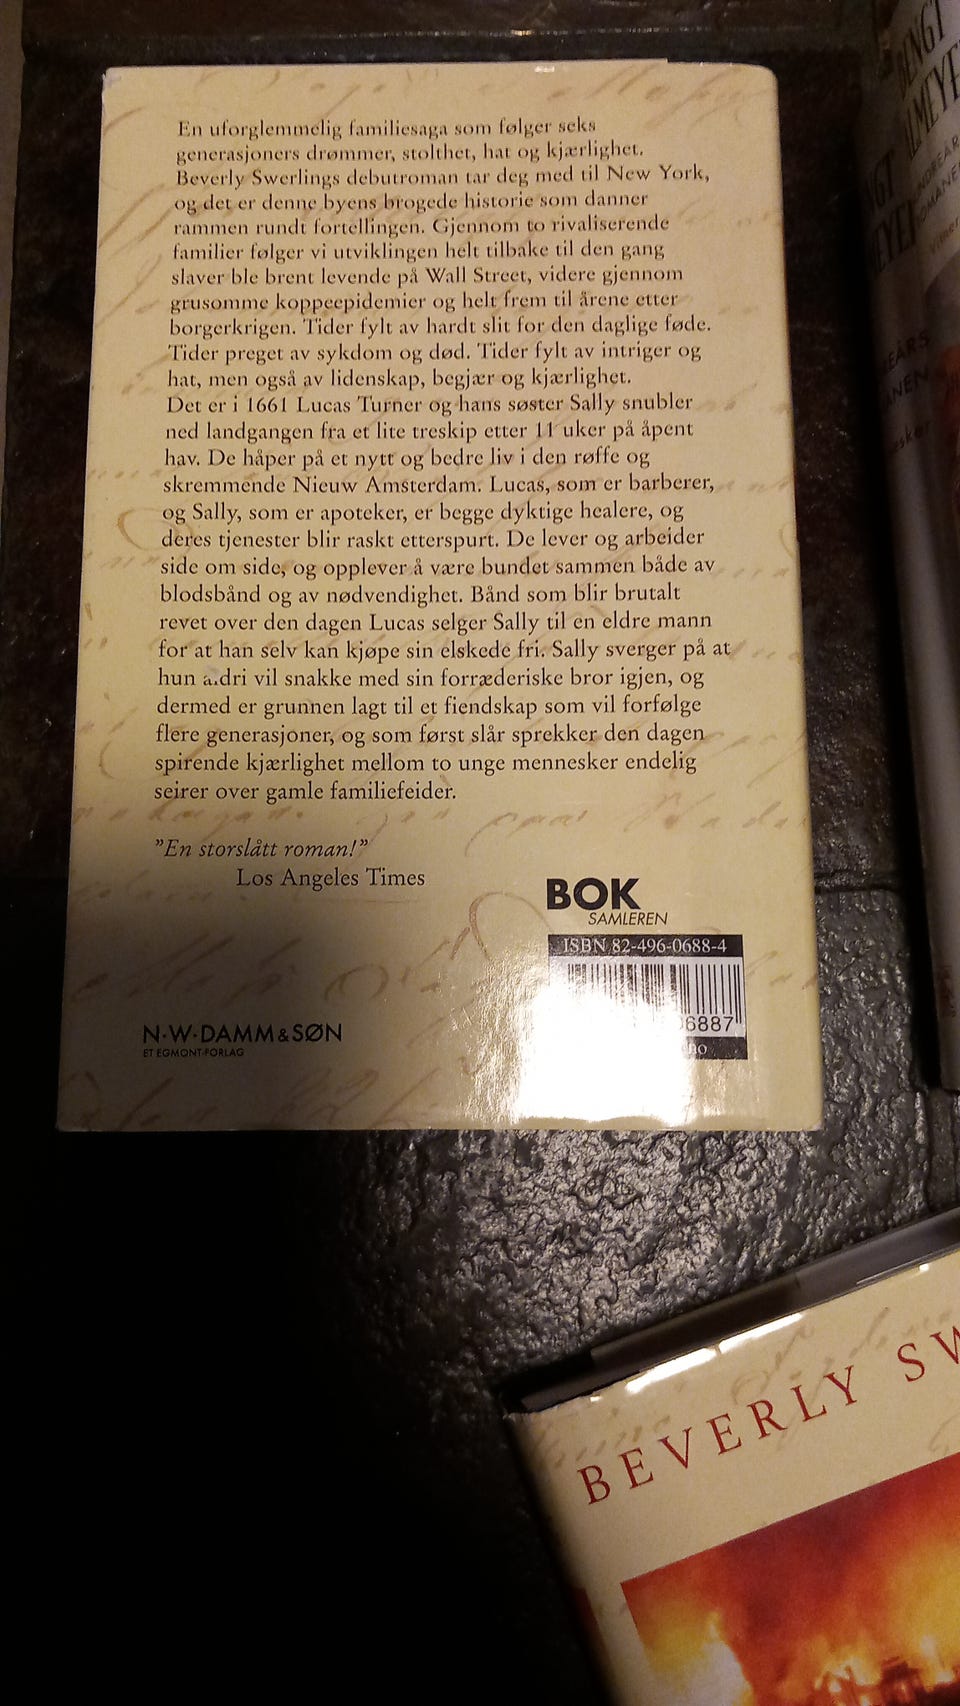 En uforglemmelig familiesaga som følger seks
generasjoners drømmer, stolthet, hat og kjærlighet.
Beverly Swerlings debutroman tar deg med til New York,
og det er denne byens brogede historie som danner
rammen rundt fortellingen. Gjennom to rivaliserende
familier følger vi utviklingen helt tilbake til den gang
slaver ble brent levende på Wall Street, videre gjennom
grusomme koppeepidemier og helt frem til årene etter
borgerkrigen. Tider fylt av hardt slit for den daglige føde.
Tider preget av sykdom og død. Tider fylt av intriger og
hat, men også av lidenskap, begjær og kjærlighet.
Det er i 1661 Lucas Turner og hans søster Sally snubler
ned landgangen fra et lite treskip etter 11 uker på åpent
hav. De håper på et nytt og bedre liv i den røffe og
skremmende Nieuw Amsterdam. Lucas, som er barberer,
og Sally, som er apoteker, er begge dyktige healere, og
deres tjenester blir raskt etterspurt. De lever og arbeider
side om side, og opplever å være bundet sammen både av
blodsbånd og av nødvendighet. Bånd som blir brutalt
revet over den dagen Lucas selger Sally til en eldre mann
for at han selv kan kjøpe sin elskede fri. Sally sverger på at
hun aldri vil snakke med sin forræderiske bror igjen, og
dermed er grunnen lagt til et fiendskap som vil forfølge
flere generasjoner, og som først slår sprekker den dagen
spirende kjærlighet mellom to unge mennesker endelig
seirer over gamle familiefeider.
"En storslått roman!"
Los Angeles Times
BOK
SAMLEREN
ISBN 82-496-0688-4
6887
N·W·DAMM & SØN
ET EGMONT-FORLAG
BENGT
BEVERLY SW